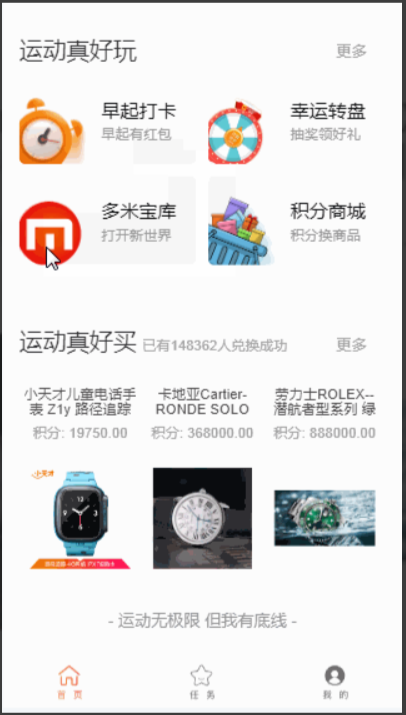 运动真好玩 更多
早起打卡 幸运转盘
早起有红包 抽奖领好礼
多米宝库 积分商城
打开新世界 积分换商品
运动真好买 已有148362人兑换成功 更多
小天才儿童电话手
表 Z1y 路径追踪
积分: 19750.00
卡地亚Cartier-
RONDE SOLO
积分: 368000.00
劳力士ROLEX--
潜航者型系列 绿
积分: 888000.00
小天才
- 运动无极限 但我有底线 -
首 页 任 务 我 的